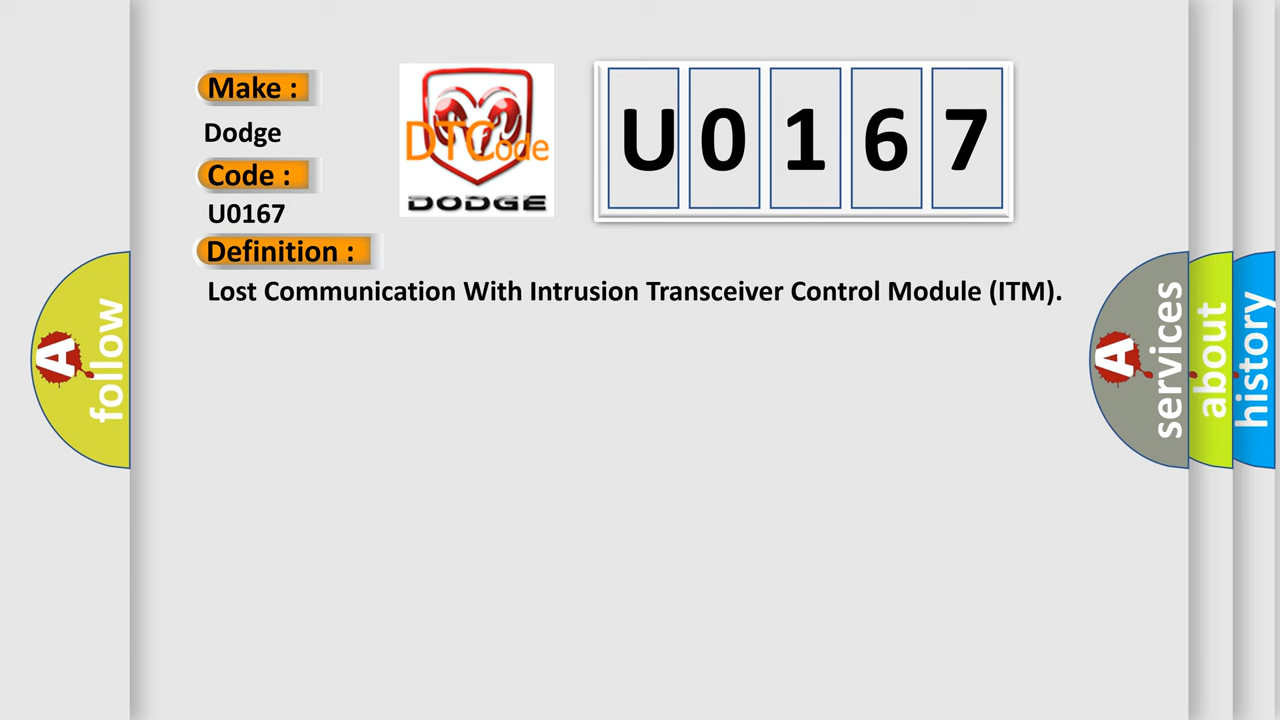 Make :
Dodge
Code :
U0167
Definition :
Lost Communication With Intrusion Transceiver Control Module (ITM).
DTCode
DODGE
U0167
A
follow
A
services
about
history